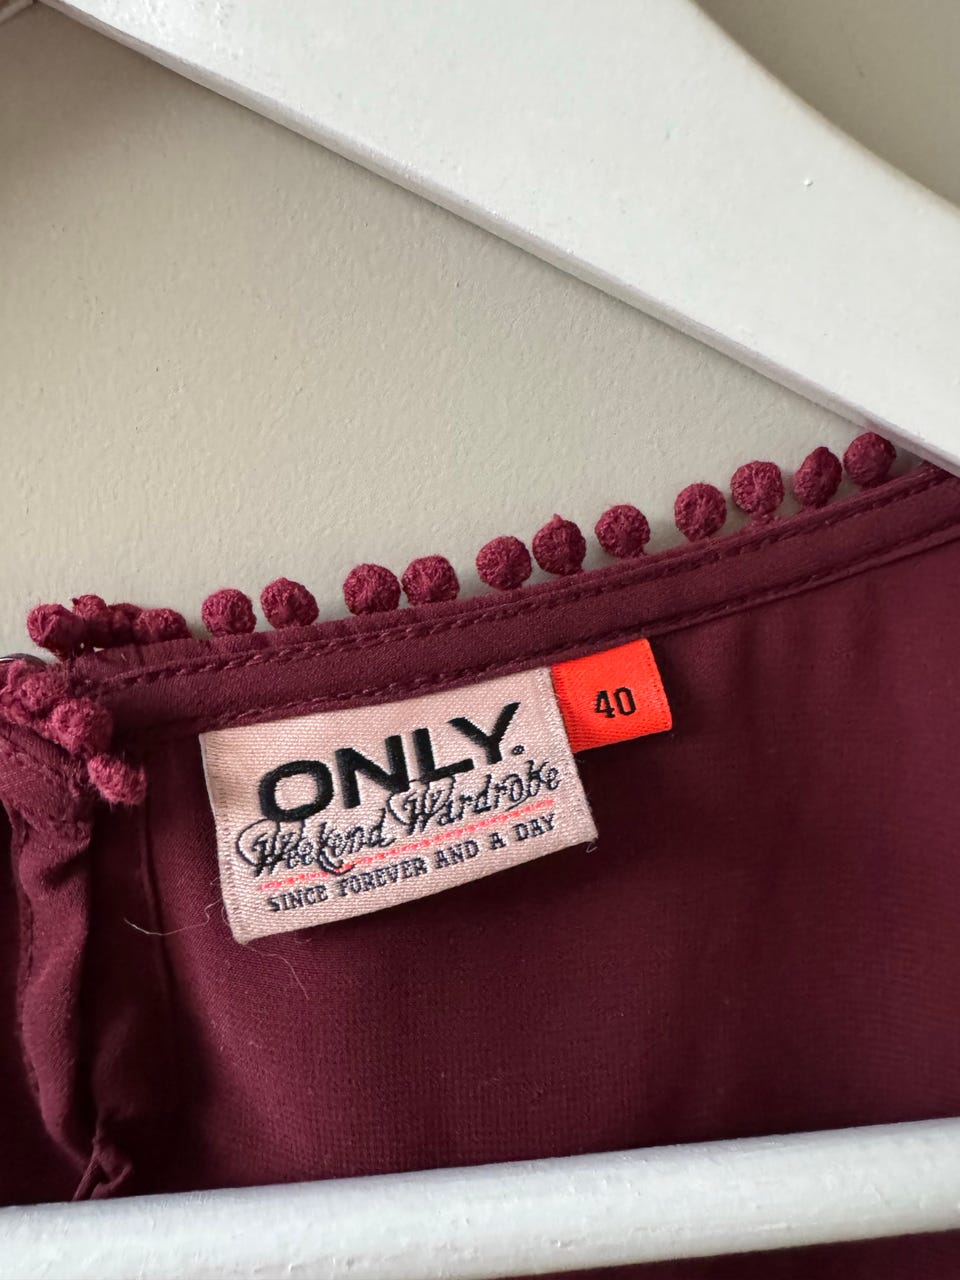 ONLY.
Weekend Wardrobe
SINCE FOREVER AND A DAY
40